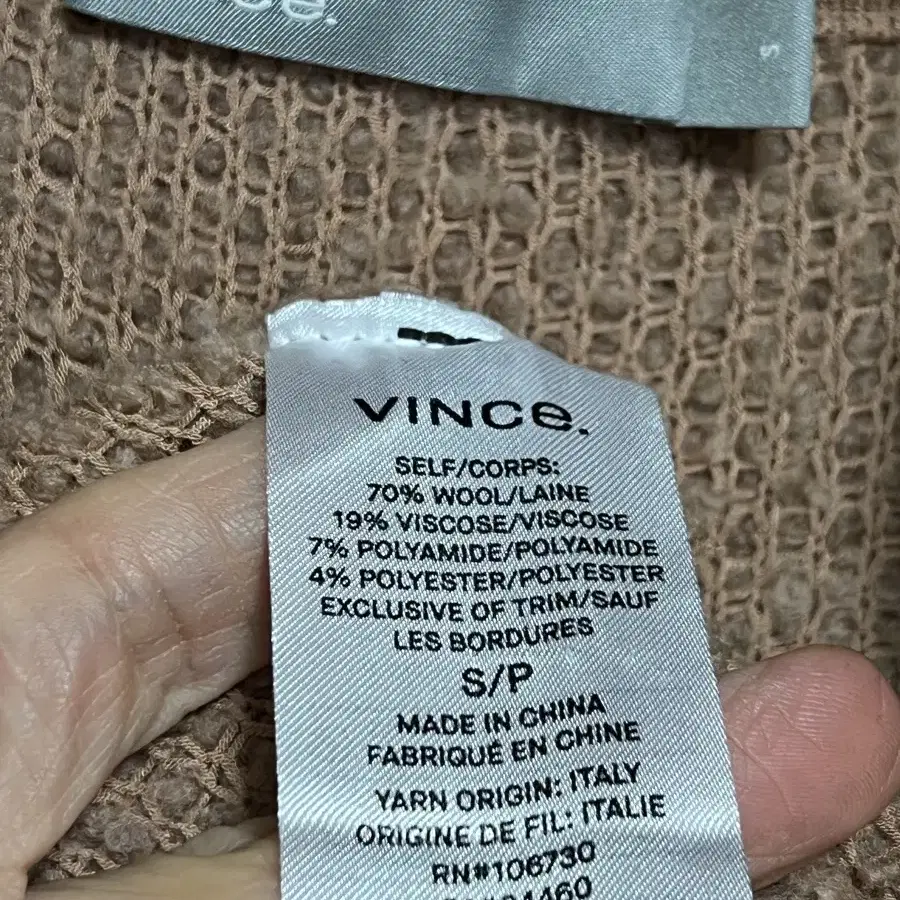 s
VINCe.
SELF/CORPS:
70% WOOL/LAINE
19% VISCOSE/VISCOSE
7% POLYAMIDE/POLYAMIDE
4% POLYESTER/POLYESTER
EXCLUSIVE OF TRIM/SAUF
LES BORDURES
S/P
MADE IN CHINA
FABRIQUÉ EN CHINE
YARN ORIGIN: ITALY
ORIGINE DE FIL: ITALIE
RN#106730